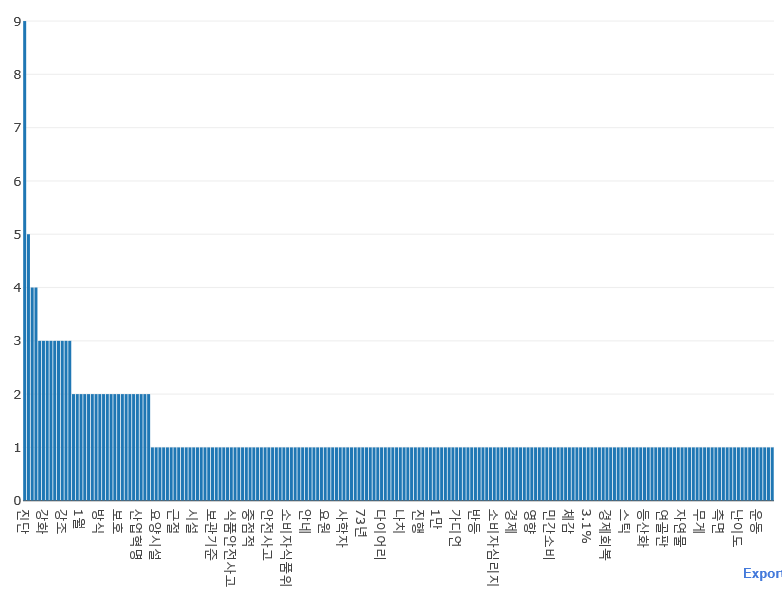 9
8
7
6
5
4
3
2
1
0
진단
강화
강조
1월
방식
보호
산업혁명
요양시설
근절
시설
보관기준
식품안전사고
중점적
안전사고
소비자식품위
안내
요원
사학자
73년
다이어리
나치
진행
1만
가디언
반등
소비자심리지
경제
영향
민간소비
체감
3.1%
경제회복
스틱
등산화
연골판
자연물
무게
측면
난이도
운동
Export